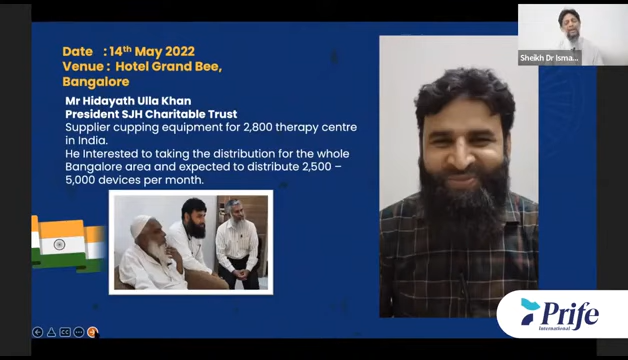 Date : 14th May 2022
Venue : Hotel Grand Bee,
Bangalore
Mr Hidayath Ulla Khan
President SJH Charitable Trust
Supplier cupping equipment for 2,800 therapy centre
in India.
He Interested to taking the distribution for the whole
Bangalore area and expected to distribute 2,500 –
5,000 devices per month.
Sheikh Dr Isma...
Prife
International